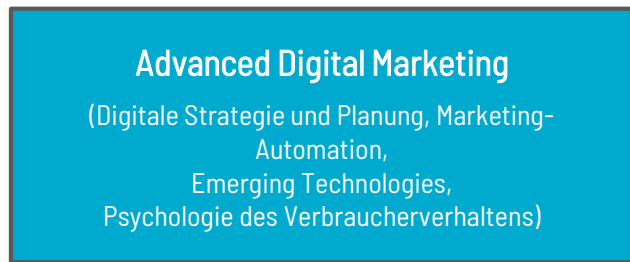 Advanced Digital Marketing
(Digitale Strategie und Planung, Marketing-
Automation,
Emerging Technologies,
Psychologie des Verbraucherverhaltens)